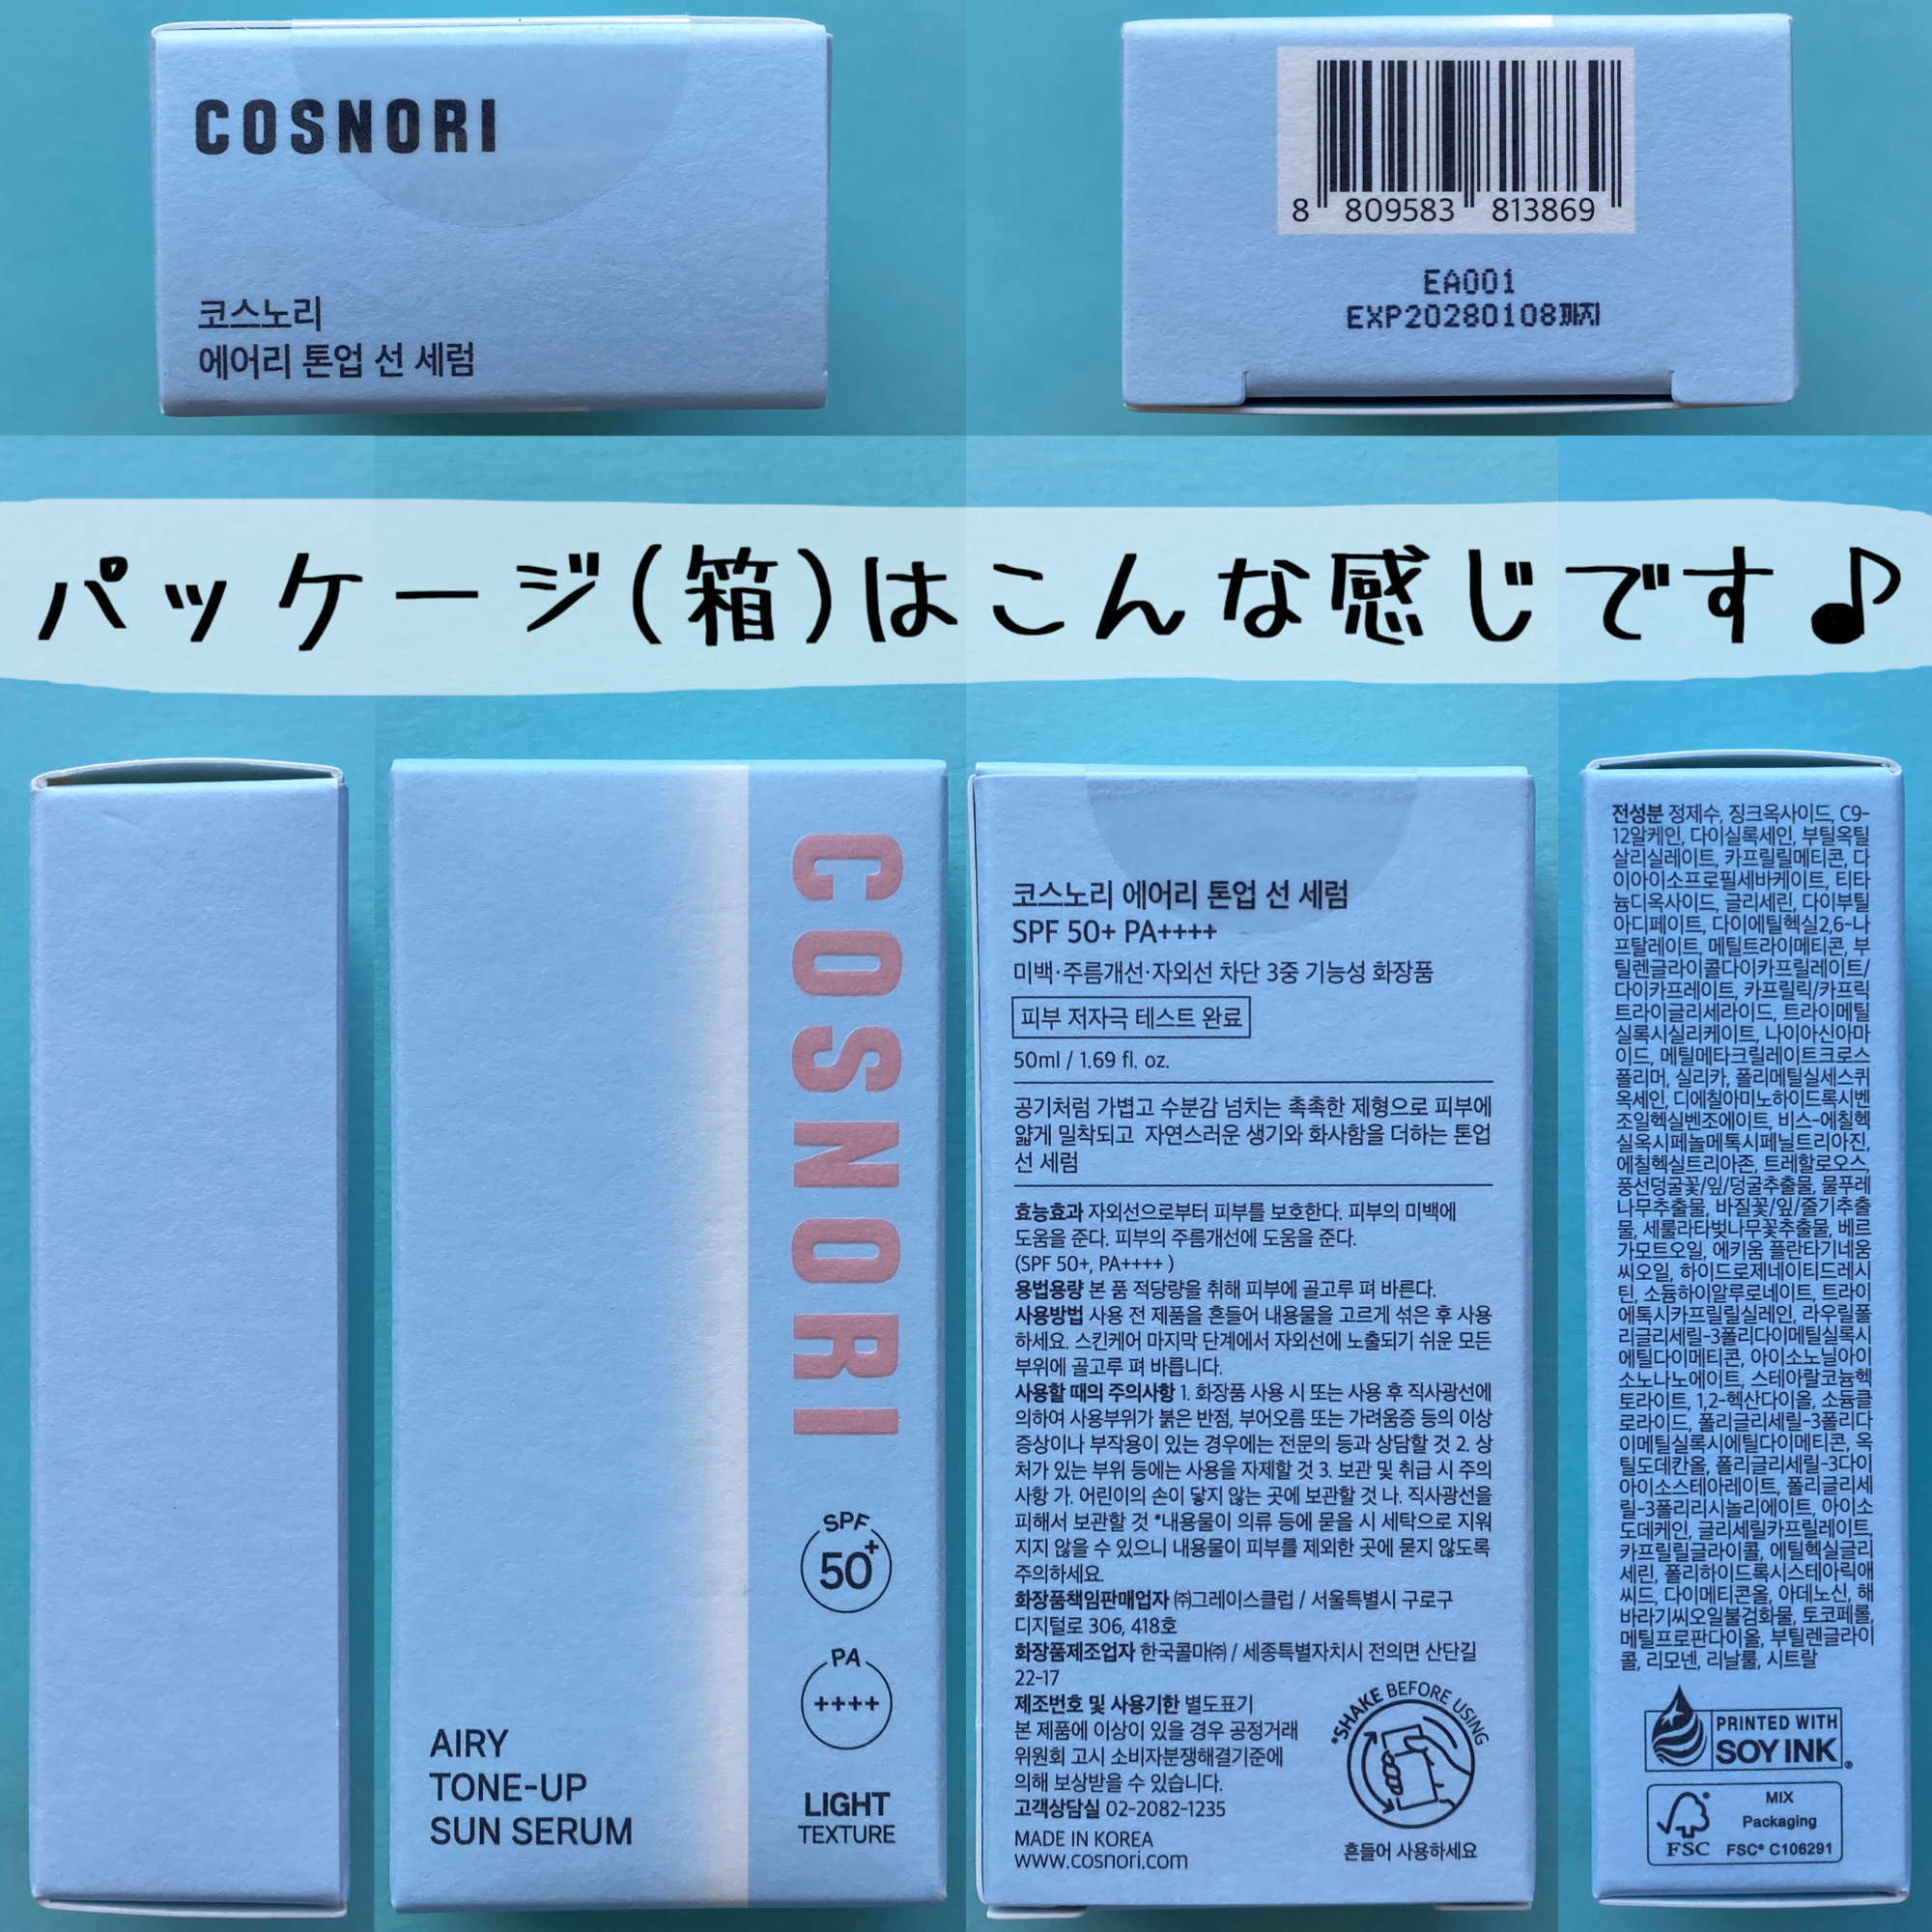 COSNORI
코스노리
에어리 톤업 선 세럼
8 809583 813869
EA001
EXP20280108까지
パッケージ(箱)はこんな感じです♪
COSNORI
SPF
50+
PA
++++
LIGHT
TEXTURE
AIRY
TONE-UP
SUN SERUM
코스노리 에어리 톤업 선 세럼
SPF 50+ PA++++
미백·주름개선·자외선 차단 3중 기능성 화장품
피부 저자극 테스트 완료
50ml / 1.69 fl. oz.
공기처럼 가볍고 수분감 넘치는 촉촉한 제형으로 피부에
얇게 밀착되고 자연스러운 생기와 화사함을 더하는 톤업
선 세럼
효능효과 자외선으로부터 피부를 보호한다. 피부의 미백에
도움을 준다. 피부의 주름개선에 도움을 준다.
(SPF 50+, PA++++ )
용법용량 본 품 적당량을 취해 피부에 골고루 펴 바른다.
사용방법 사용 전 제품을 흔들어 내용물을 고르게 섞은 후 사용
하세요. 스킨케어 마지막 단계에서 자외선에 노출되기 쉬운 모든
부위에 골고루 펴 바릅니다.
사용할 때의 주의사항 1. 화장품 사용 시 또는 사용 후 직사광선에
의하여 사용부위가 붉은 반점, 부어오름 또는 가려움증 등의 이상
증상이나 부작용이 있는 경우에는 전문의 등과 상담할 것 2. 상
처가 있는 부위 등에는 사용을 자제할 것 3. 보관 및 취급 시 주의
사항 가. 어린이의 손이 닿지 않는 곳에 보관할 것 나. 직사광선을
피해서 보관할 것 *내용물이 의류 등에 묻을 시 세탁으로 지워
지지 않을 수 있으니 내용물이 피부를 제외한 곳에 묻지 않도록
주의하세요.
화장품책임판매업자 ㈜그레이스클럽 / 서울특별시 구로구
디지털로 306, 418호
화장품제조업자 한국콜마㈜ / 세종특별자치시 전의면 산단길
22-17
제조번호 및 사용기한 별도표기
본 제품에 이상이 있을 경우 공정거래
위원회 고시 소비자분쟁해결기준에
의해 보상받을 수 있습니다.
고객상담실 02-2082-1235
MADE IN KOREA
www.cosnori.com
*SHAKE BEFORE USING
흔들어 사용하세요
전성분 정제수, 징크옥사이드, C9-
12알케인, 다이실록세인, 부틸옥틸
살리실레이트, 카프릴릴메티콘, 다
이아이소프로필세바케이트, 티타
늄디옥사이드, 글리세린, 다이부틸
아디페이트, 다이에틸헥실2,6-나
프탈레이트, 메틸트라이메티콘, 부
틸렌글라이콜다이카프릴레이트/
다이카프레이트, 카프릴릭/카프릭
트라이글리세라이드, 트라이메틸
실록시실리케이트, 나이아신아마
이드, 메틸메타크릴레이트크로스
폴리머, 실리카, 폴리메틸실세스퀴
옥세인, 디에칠아미노하이드록시벤
조일헥실벤조에이트, 비스-에칠헥
실옥시페놀메톡시페닐트리아진,
에칠헥실트리아존, 트레할로오스,
풍선덩굴꽃/잎/덩굴추출물, 물푸레
나무추출물, 바질꽃/잎/줄기추출
물, 세룰라타벚나무꽃추출물, 베르
가모트오일, 에키움 플란타기네움
씨오일, 하이드로제네이티드레시
틴, 소듐하이알루로네이트, 트라이
에톡시카프릴릴실레인, 라우릴폴
리글리세릴-3폴리다이메틸실록시
에틸다이메티콘, 아이소노닐아이
소노나노에이트, 스테아랄코늄헥
토라이트, 1,2-헥산다이올, 소듐클
로라이드, 폴리글리세릴-3폴리다
이메틸실록시에틸다이메티콘, 옥
틸도데칸올, 폴리글리세릴-3다이
아이소스테아레이트, 폴리글리세
릴-3폴리리시놀리에이트, 아이소
도데케인, 글리세릴카프릴레이트,
카프릴릴글라이콜, 에틸헥실글리
세린, 폴리하이드록시스테아릭애
씨드, 다이메티콘올, 아데노신, 해
바라기씨오일불검화물, 토코페롤,
메틸프로판다이올, 부틸렌글라이
콜, 리모넨, 리날룰, 시트랄
PRINTED WITH
SOY INK®
MIX
Packaging
FSC
FSC® C106291